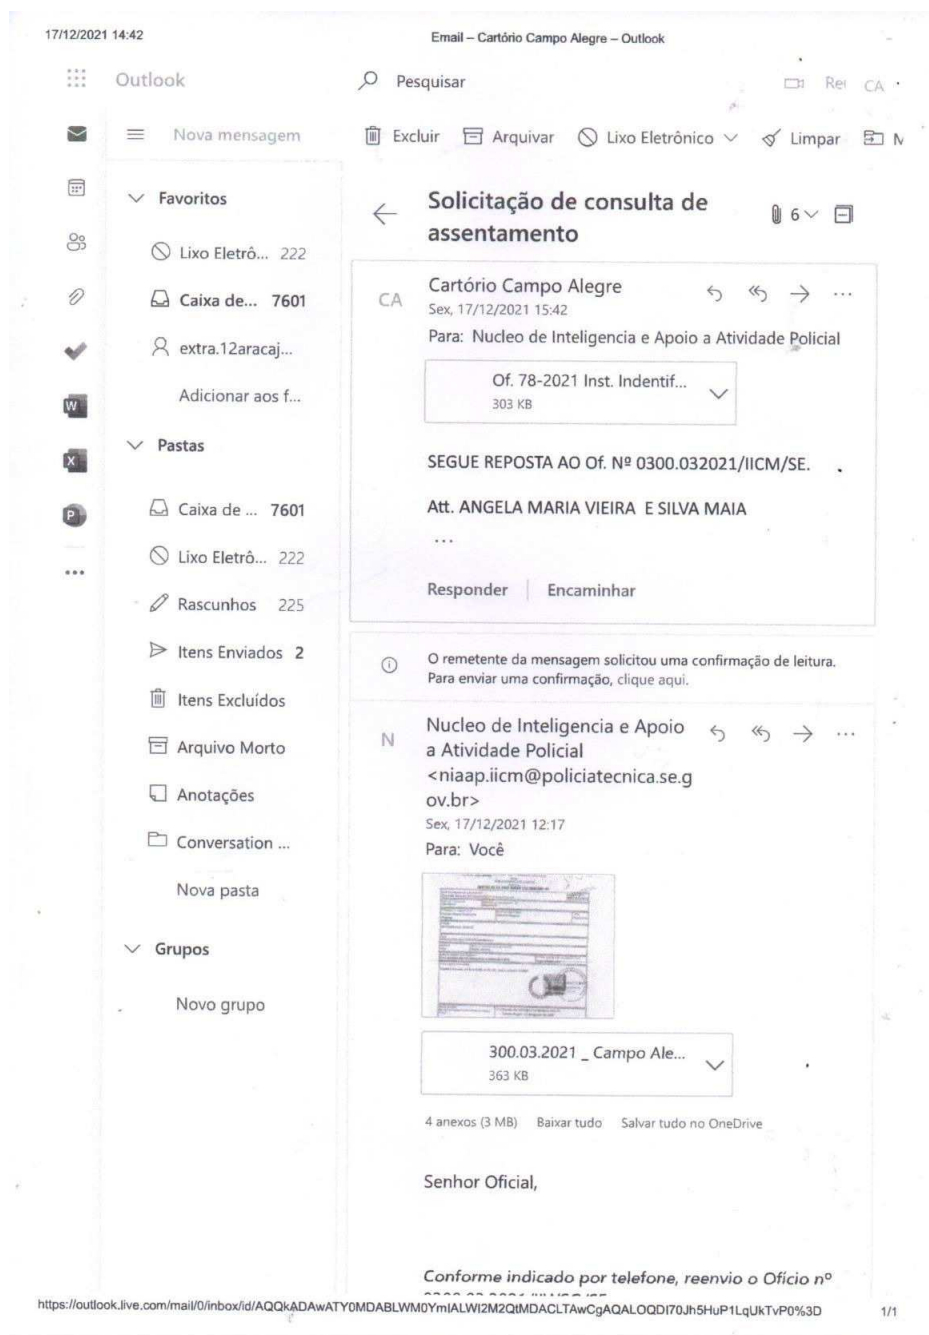 17/12/2021 14:42
Email – Cartório Campo Alegre – Outlook
Outlook
Pesquisar
CA
Nova mensagem
Excluir
Arquivar
Lixo Eletrônico
Limpar
Favoritos
Lixo Eletrô... 222
Caixa de... 7601
extra.12aracaj...
Adicionar aos f...
Pastas
Caixa de ... 7601
Lixo Eletrô... 222
Rascunhos 225
Itens Enviados 2
Itens Excluídos
Arquivo Morto
Anotações
Conversation ...
Nova pasta
Grupos
Novo grupo
W
X
P
Solicitação de consulta de
assentamento
6
CA
Cartório Campo Alegre
Sex, 17/12/2021 15:42
Para: Nucleo de Inteligencia e Apoio a Atividade Policial
Of. 78-2021 Inst. Indentif...
303 KB
SEGUE REPOSTA AO Of. Nº 0300.032021/IICM/SE.
Att. ANGELA MARIA VIEIRA E SILVA MAIA
...
Responder
Encaminhar
O remetente da mensagem solicitou uma confirmação de leitura.
Para enviar uma confirmação, clique aqui.
N
Nucleo de Inteligencia e Apoio
a Atividade Policial
<niaap.iicm@policiatecnica.se.g
ov.br>
Sex, 17/12/2021 12:17
Para: Você
300.03.2021 _ Campo Ale...
363 KB
4 anexos (3 MB) Baixar tudo Salvar tudo no OneDrive
Senhor Oficial,
Conforme indicado por telefone, reenvio o Ofício nº
https://outlook.live.com/mail/0/inbox/id/AQQkADAwATY0MDABLWM0YmIALWI2M2QtMDACLTAwCgAQALOQDI70Jh5HuP1LqUkTvP0%3D
1/1